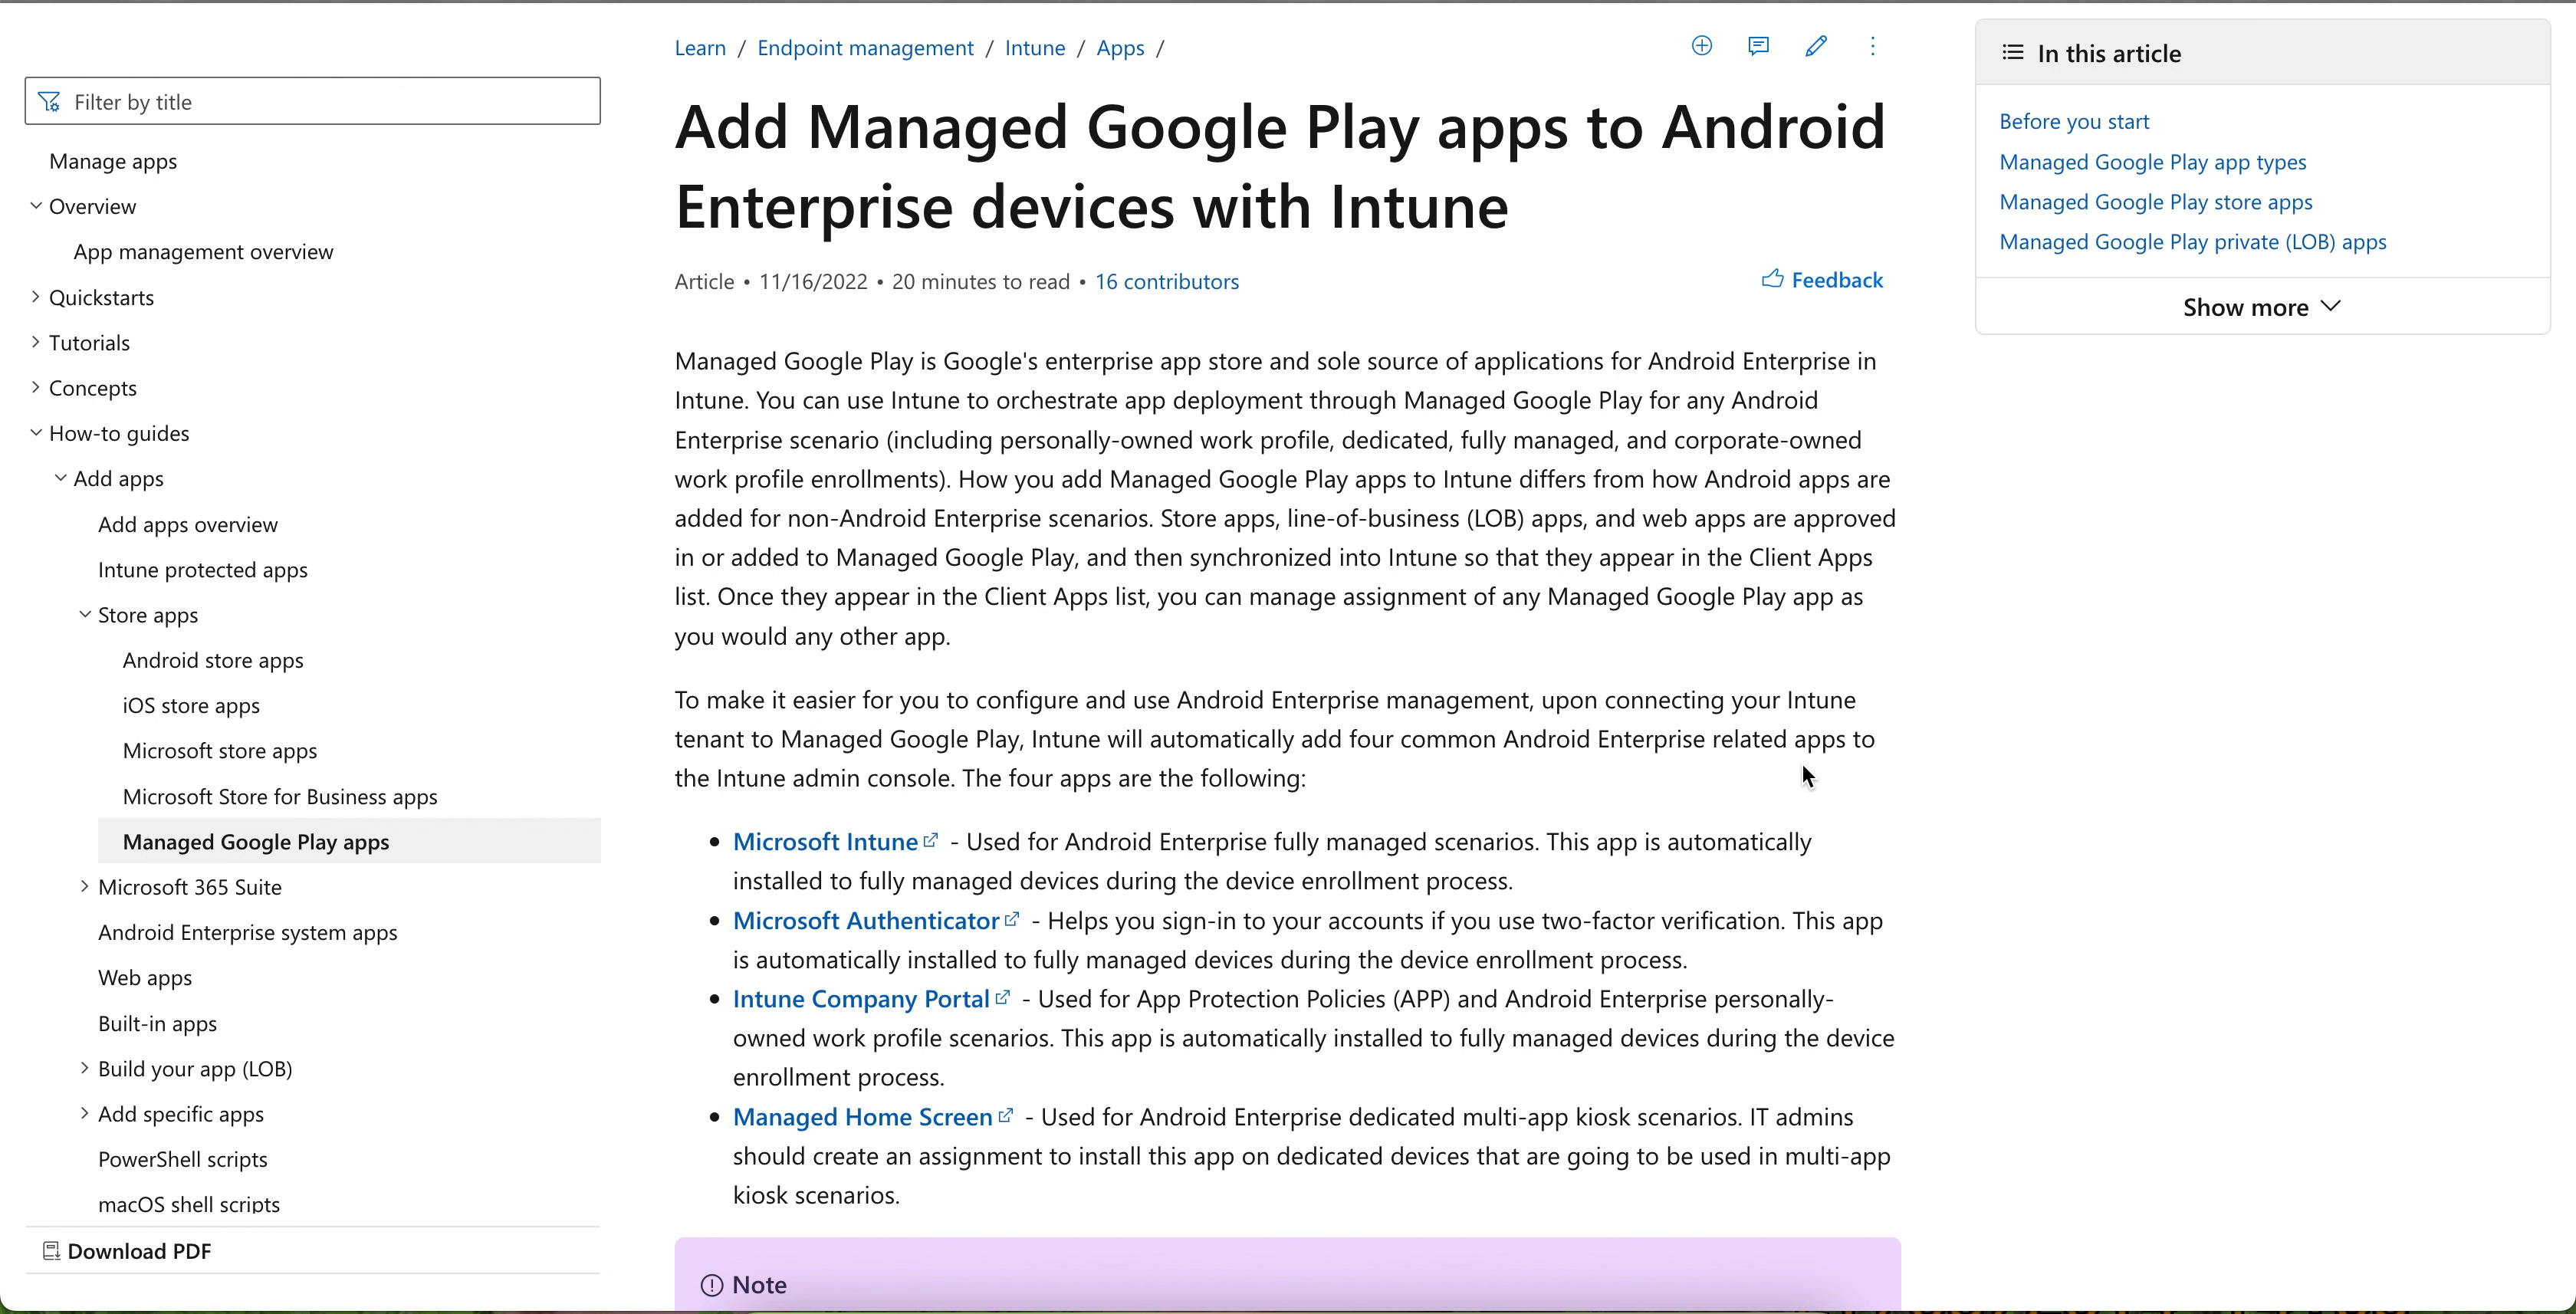 Filter by title
Manage apps
Overview
App management overview
Quickstarts
Tutorials
Concepts
How-to guides
Add apps
Add apps overview
Intune protected apps
Store apps
Android store apps
iOS store apps
Microsoft store apps
Microsoft Store for Business apps
Managed Google Play apps
Microsoft 365 Suite
Android Enterprise system apps
Web apps
Built-in apps
Build your app (LOB)
Add specific apps
PowerShell scripts
macOS shell scripts
Download PDF
Learn / Endpoint management / Intune / Apps /
Add Managed Google Play apps to Android
Enterprise devices with Intune
Article • 11/16/2022 • 20 minutes to read • 16 contributors
Feedback
Managed Google Play is Google's enterprise app store and sole source of applications for Android Enterprise in
Intune. You can use Intune to orchestrate app deployment through Managed Google Play for any Android
Enterprise scenario (including personally-owned work profile, dedicated, fully managed, and corporate-owned
work profile enrollments). How you add Managed Google Play apps to Intune differs from how Android apps are
added for non-Android Enterprise scenarios. Store apps, line-of-business (LOB) apps, and web apps are approved
in or added to Managed Google Play, and then synchronized into Intune so that they appear in the Client Apps
list. Once they appear in the Client Apps list, you can manage assignment of any Managed Google Play app as
you would any other app.
To make it easier for you to configure and use Android Enterprise management, upon connecting your Intune
tenant to Managed Google Play, Intune will automatically add four common Android Enterprise related apps to
the Intune admin console. The four apps are the following:
• Microsoft Intune - Used for Android Enterprise fully managed scenarios. This app is automatically
installed to fully managed devices during the device enrollment process.
• Microsoft Authenticator - Helps you sign-in to your accounts if you use two-factor verification. This app
is automatically installed to fully managed devices during the device enrollment process.
• Intune Company Portal - Used for App Protection Policies (APP) and Android Enterprise personally-
owned work profile scenarios. This app is automatically installed to fully managed devices during the device
enrollment process.
• Managed Home Screen - Used for Android Enterprise dedicated multi-app kiosk scenarios. IT admins
should create an assignment to install this app on dedicated devices that are going to be used in multi-app
kiosk scenarios.
Note
In this article
Before you start
Managed Google Play app types
Managed Google Play store apps
Managed Google Play private (LOB) apps
Show more